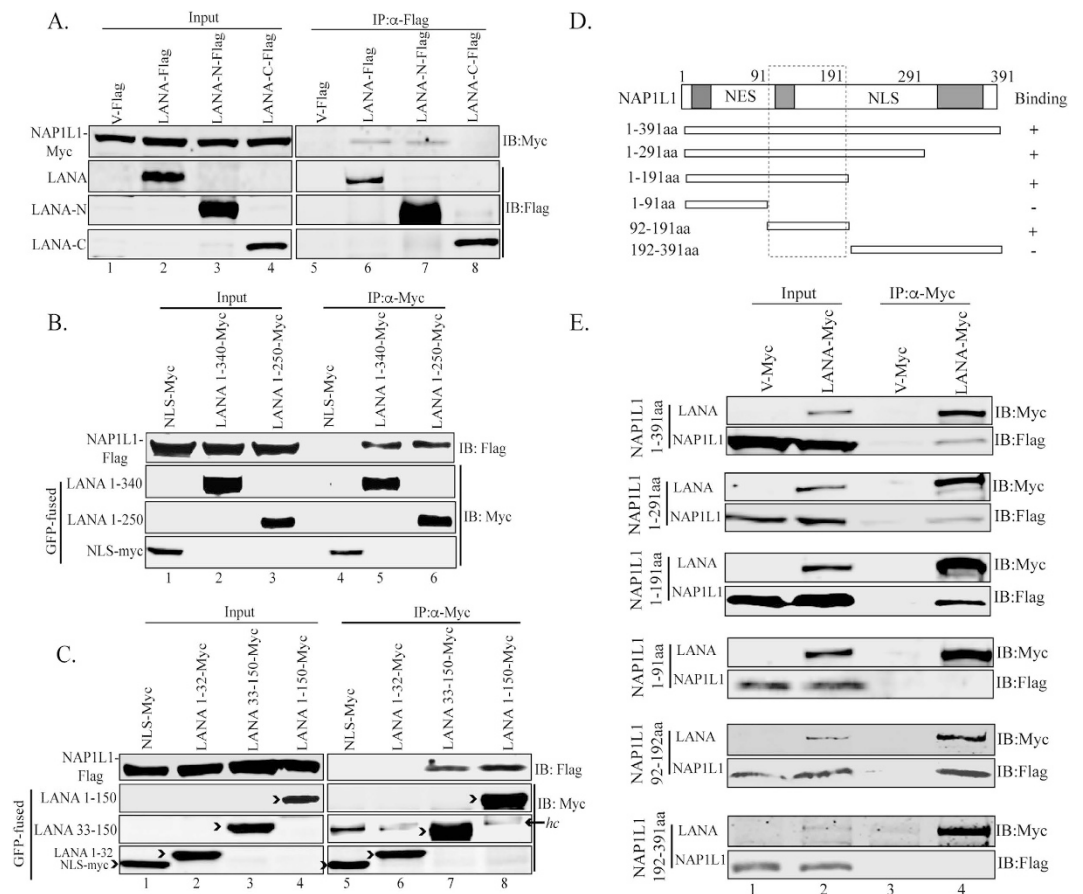 A.
Input
IP:α-Flag
V-Flag
LANA-Flag
LANA-N-Flag
LANA-C-Flag
V-Flag
LANA-Flag
LANA-N-Flag
LANA-C-Flag
NAP1L1-
Myc
IB:Myc
LANA
LANA-N
IB:Flag
LANA-C
1 2 3 4 5 6 7 8
B.
Input
IP:α-Myc
NLS-Myc
LANA 1-340-Myc
LANA 1-250-Myc
NLS-Myc
LANA 1-340-Myc
LANA 1-250-Myc
NAP1L1-
Flag
IB: Flag
GFP-fused
LANA 1-340
LANA 1-250
IB: Myc
NLS-myc
1 2 3 4 5 6
C.
Input
IP:α-Myc
NLS-Myc
LANA 1-32-Myc
LANA 33-150-Myc
LANA 1-150-Myc
NLS-Myc
LANA 1-32-Myc
LANA 33-150-Myc
LANA 1-150-Myc
NAP1L1-
Flag
IB: Flag
GFP-fused
LANA 1-150
IB: Myc
LANA 33-150
hc
LANA 1-32
NLS-myc
1 2 3 4 5 6 7 8
D.
1 91 191 291 391
NAP1L1 NES NLS Binding
1-391aa +
1-291aa +
1-191aa +
1-91aa -
92-191aa +
192-391aa -
E.
Input
IP:α-Myc
V-Myc
LANA-Myc
V-Myc
LANA-Myc
NAP1L1
1-391aa
LANA IB:Myc
NAP1L1 IB:Flag
NAP1L1
1-291aa
LANA IB:Myc
NAP1L1 IB:Flag
NAP1L1
1-191aa
LANA IB:Myc
NAP1L1 IB:Flag
NAP1L1
1-91aa
LANA IB:Myc
NAP1L1 IB:Flag
NAP1L1
92-192aa
LANA IB:Myc
NAP1L1 IB:Flag
NAP1L1
192-391aa
LANA IB:Myc
NAP1L1 IB:Flag
1 2 3 4